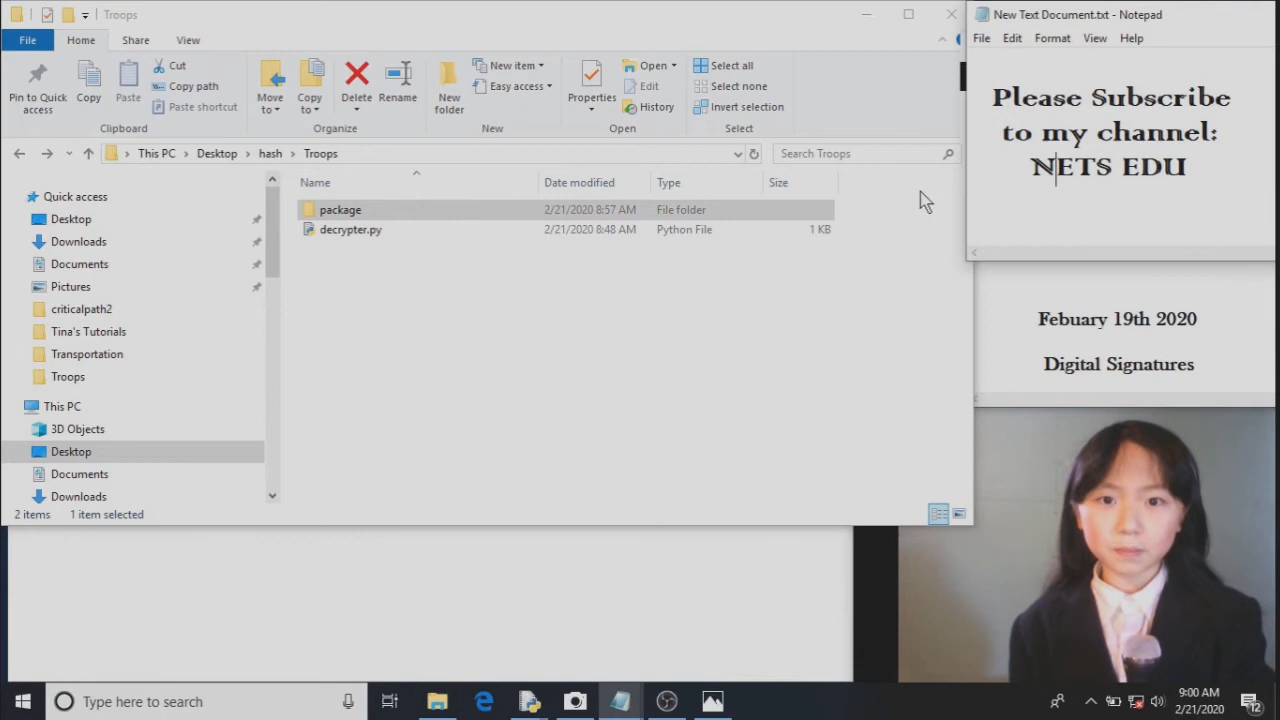 Troops
File Home Share View
Pin to Quick access
Copy
Paste
Cut
Copy path
Paste shortcut
Clipboard
Move to
Copy to
Delete
Rename
Organize
New folder
New item
Easy access
New
Properties
Open
Edit
History
Open
Select all
Select none
Invert selection
Select
This PC > Desktop > hash > Troops
Search Troops
Name Date modified Type Size
package 2/21/2020 8:57 AM File folder
decrypter.py 2/21/2020 8:48 AM Python File 1 KB
Quick access
Desktop
Downloads
Documents
Pictures
criticalpath2
Tina's Tutorials
Transportation
Troops
This PC
3D Objects
Desktop
Documents
Downloads
2 items 1 item selected
New Text Document.txt - Notepad
File Edit Format View Help
Please Subscribe
to my channel:
NETS EDU
Febuary 19th 2020
Digital Signatures
Type here to search
9:00 AM
2/21/2020
12